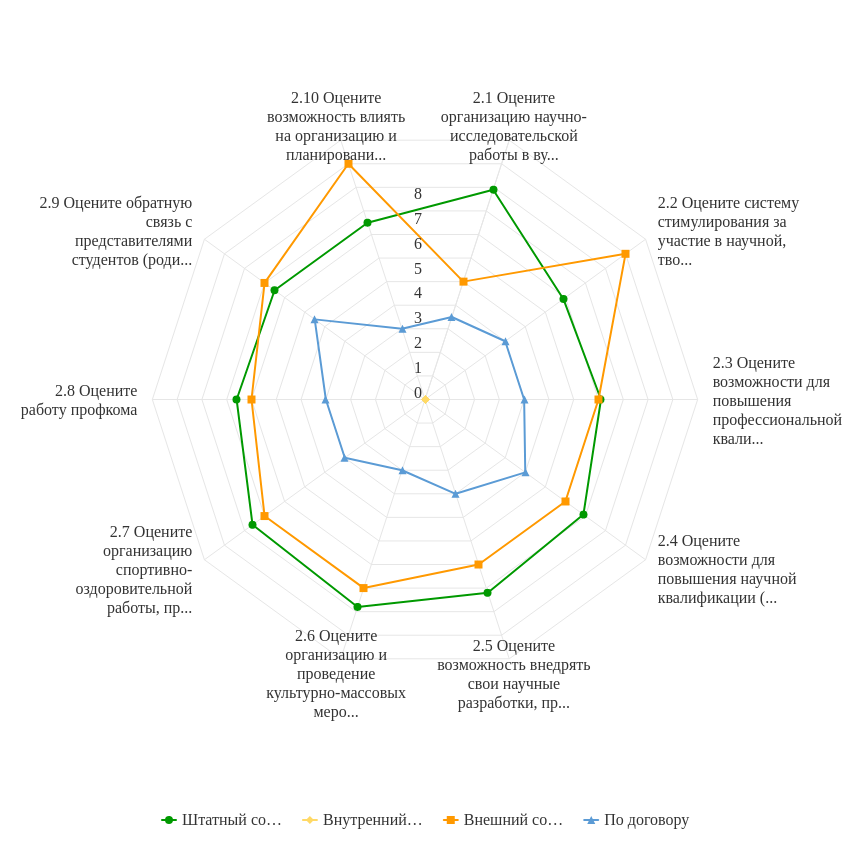 2.10 Оцените
возможность влиять
на организацию и
планировани...
2.1 Оцените
организацию научно-
исследовательской
работы в ву...
2.2 Оцените систему
стимулирования за
участие в научной,
тво...
2.3 Оцените
возможности для
повышения
профессиональной
квали...
2.4 Оцените
возможности для
повышения научной
квалификации (...
2.5 Оцените
возможность внедрять
свои научные
разработки, пр...
2.6 Оцените
организацию и
проведение
культурно-массовых
меро...
2.7 Оцените
организацию
спортивно-
оздоровительной
работы, пр...
2.8 Оцените
работу профкома
2.9 Оцените обратную
связь с
представителями
студентов (роди...
8
7
6
5
4
3
2
1
0
Штатный со…
Внутренний…
Внешний со…
По договору